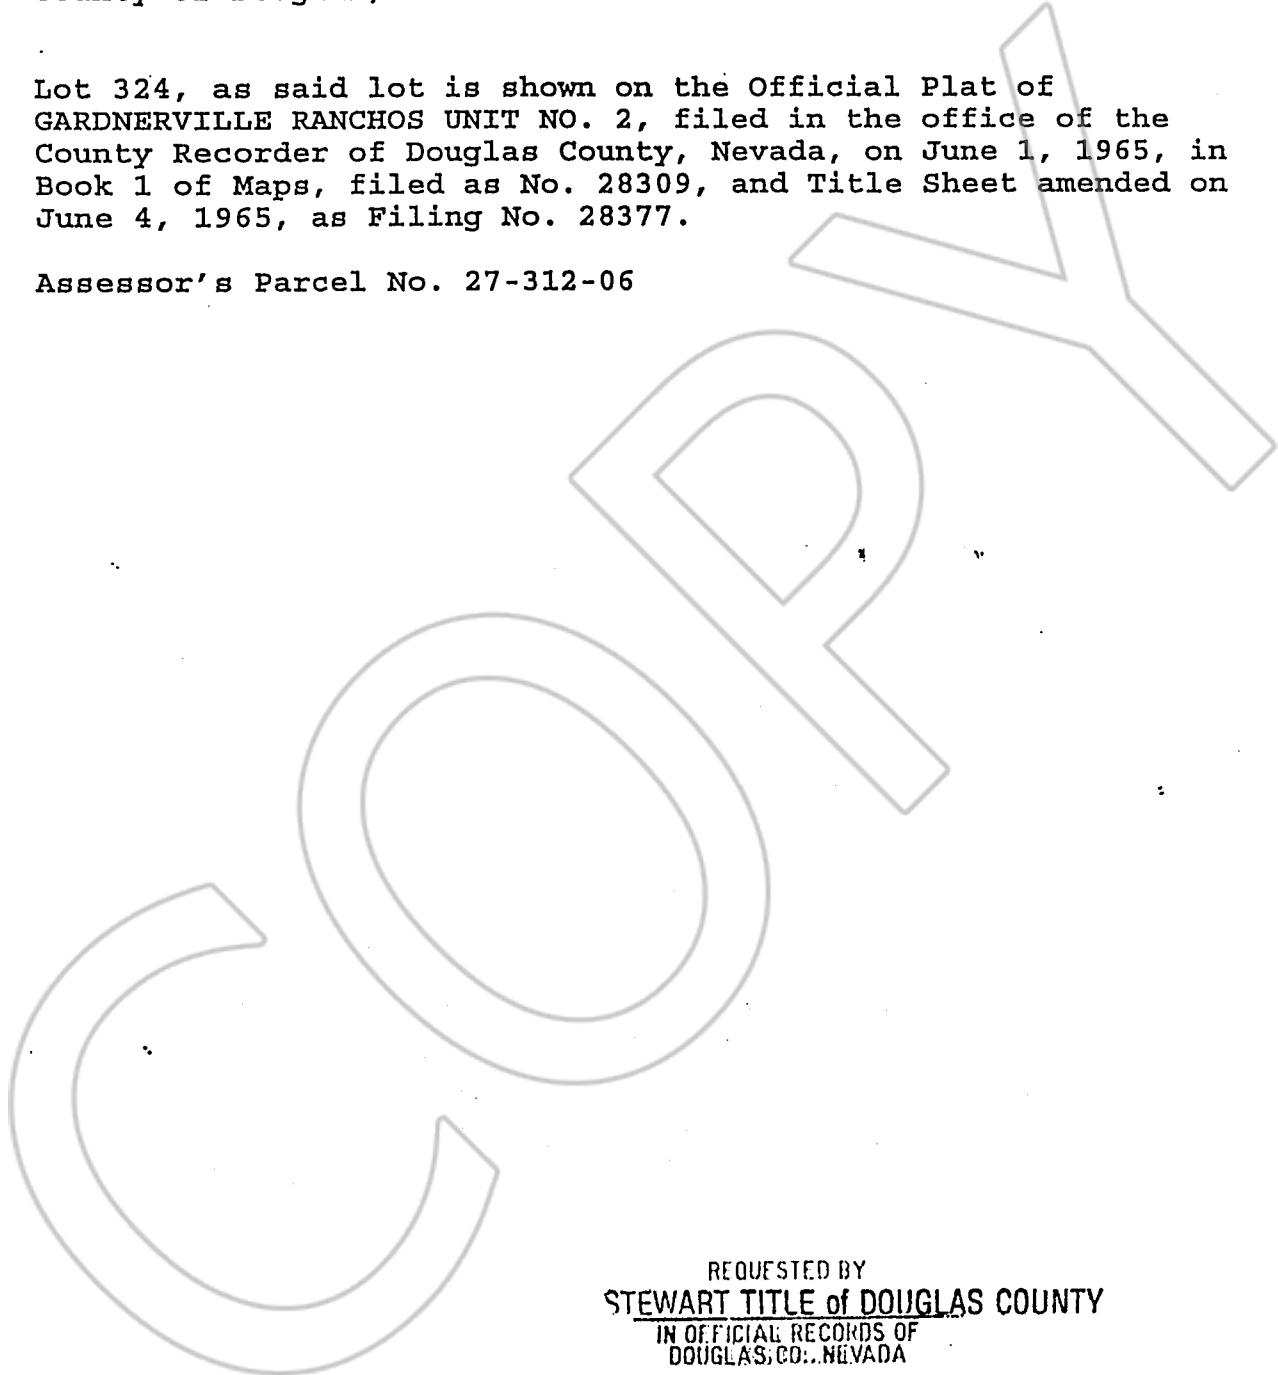 County of Douglas,
Lot 324, as said lot is shown on the Official Plat of
GARDNERVILLE RANCHOS UNIT NO. 2, filed in the office of the
County Recorder of Douglas County, Nevada, on June 1, 1965, in
Book 1 of Maps, filed as No. 28309, and Title Sheet amended on
June 4, 1965, as Filing No. 28377.
Assessor's Parcel No. 27-312-06
COPY
REQUESTED BY
STEWART TITLE of DOUGLAS COUNTY
IN OFFICIAL RECORDS OF
DOUGLAS CO., NEVADA